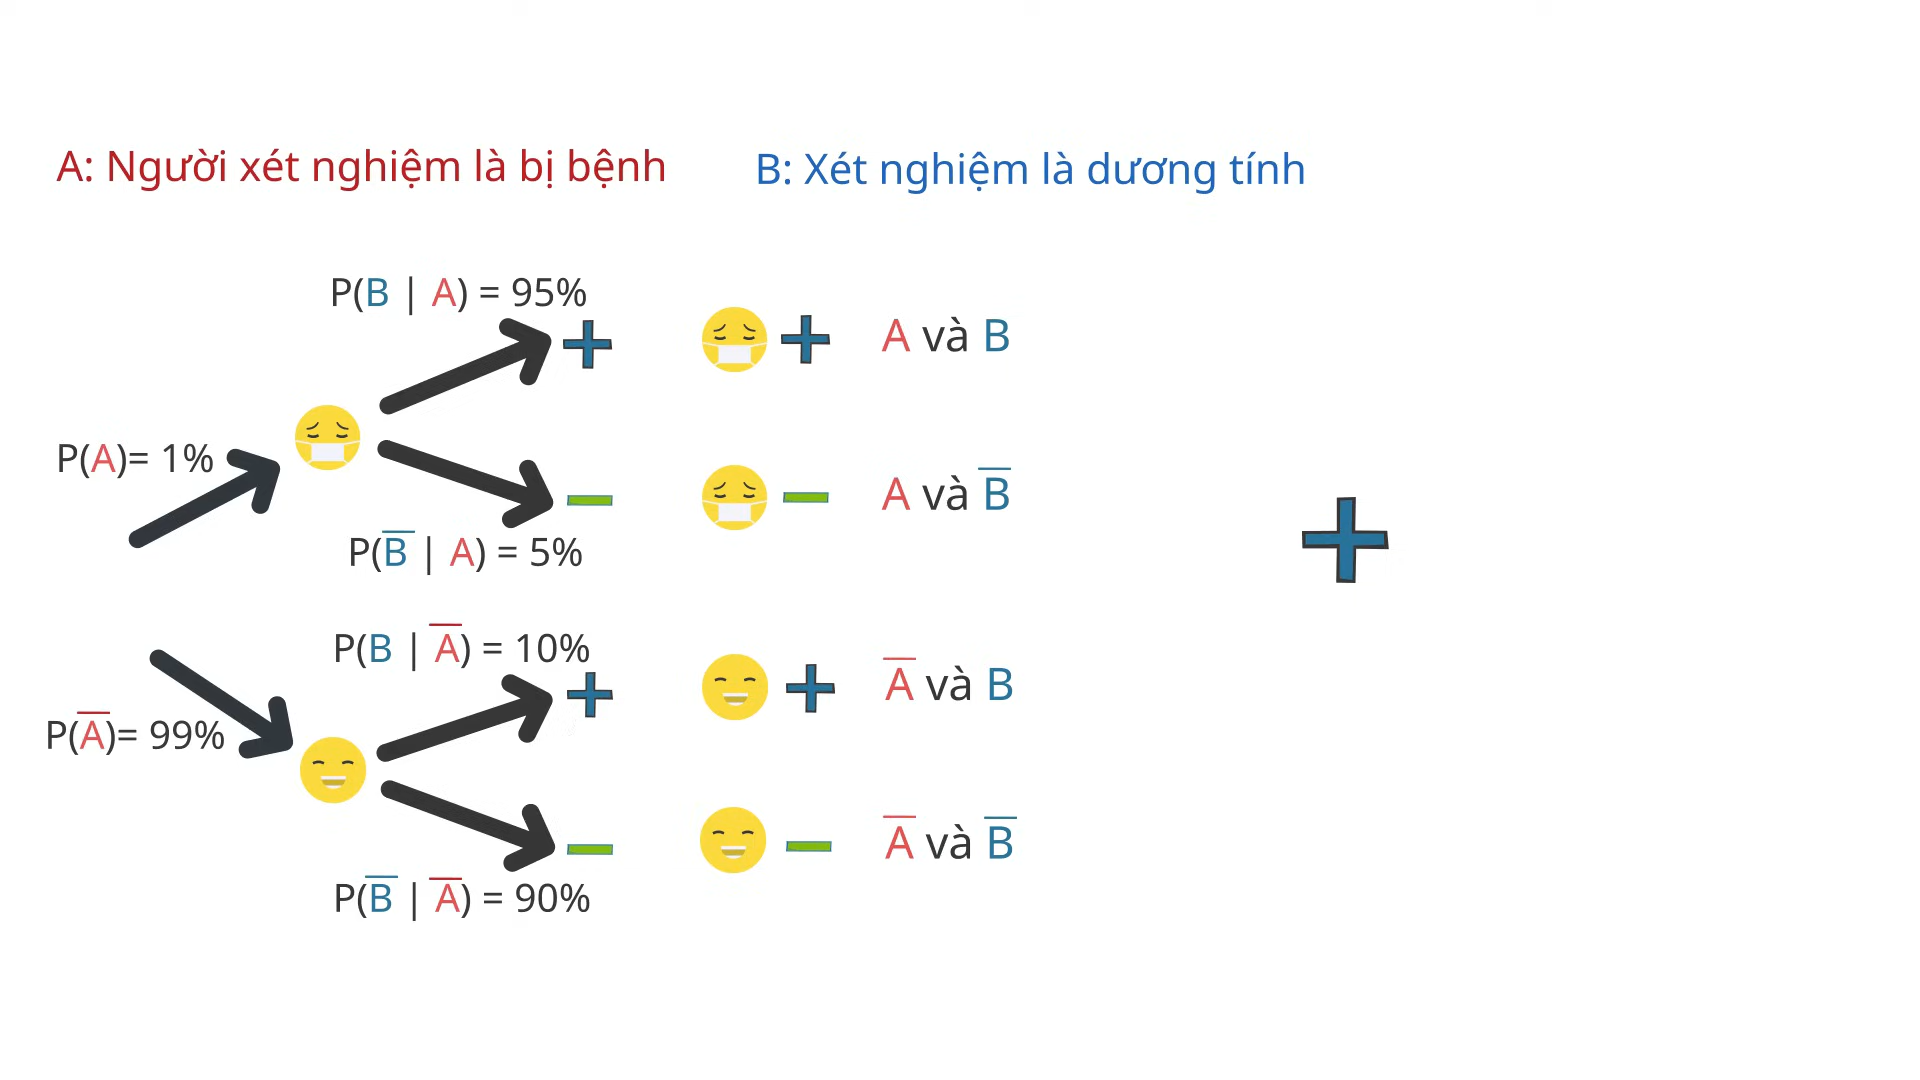 A: Người xét nghiệm là bị bệnh
B: Xét nghiệm là dương tính
P(B | A) = 95%
A và B
P(A)= 1%
A và B̅
P(B̅ | A) = 5%
P(B | A̅) = 10%
A̅ và B
P(A̅)= 99%
A̅ và B̅
P(B̅ | A̅) = 90%